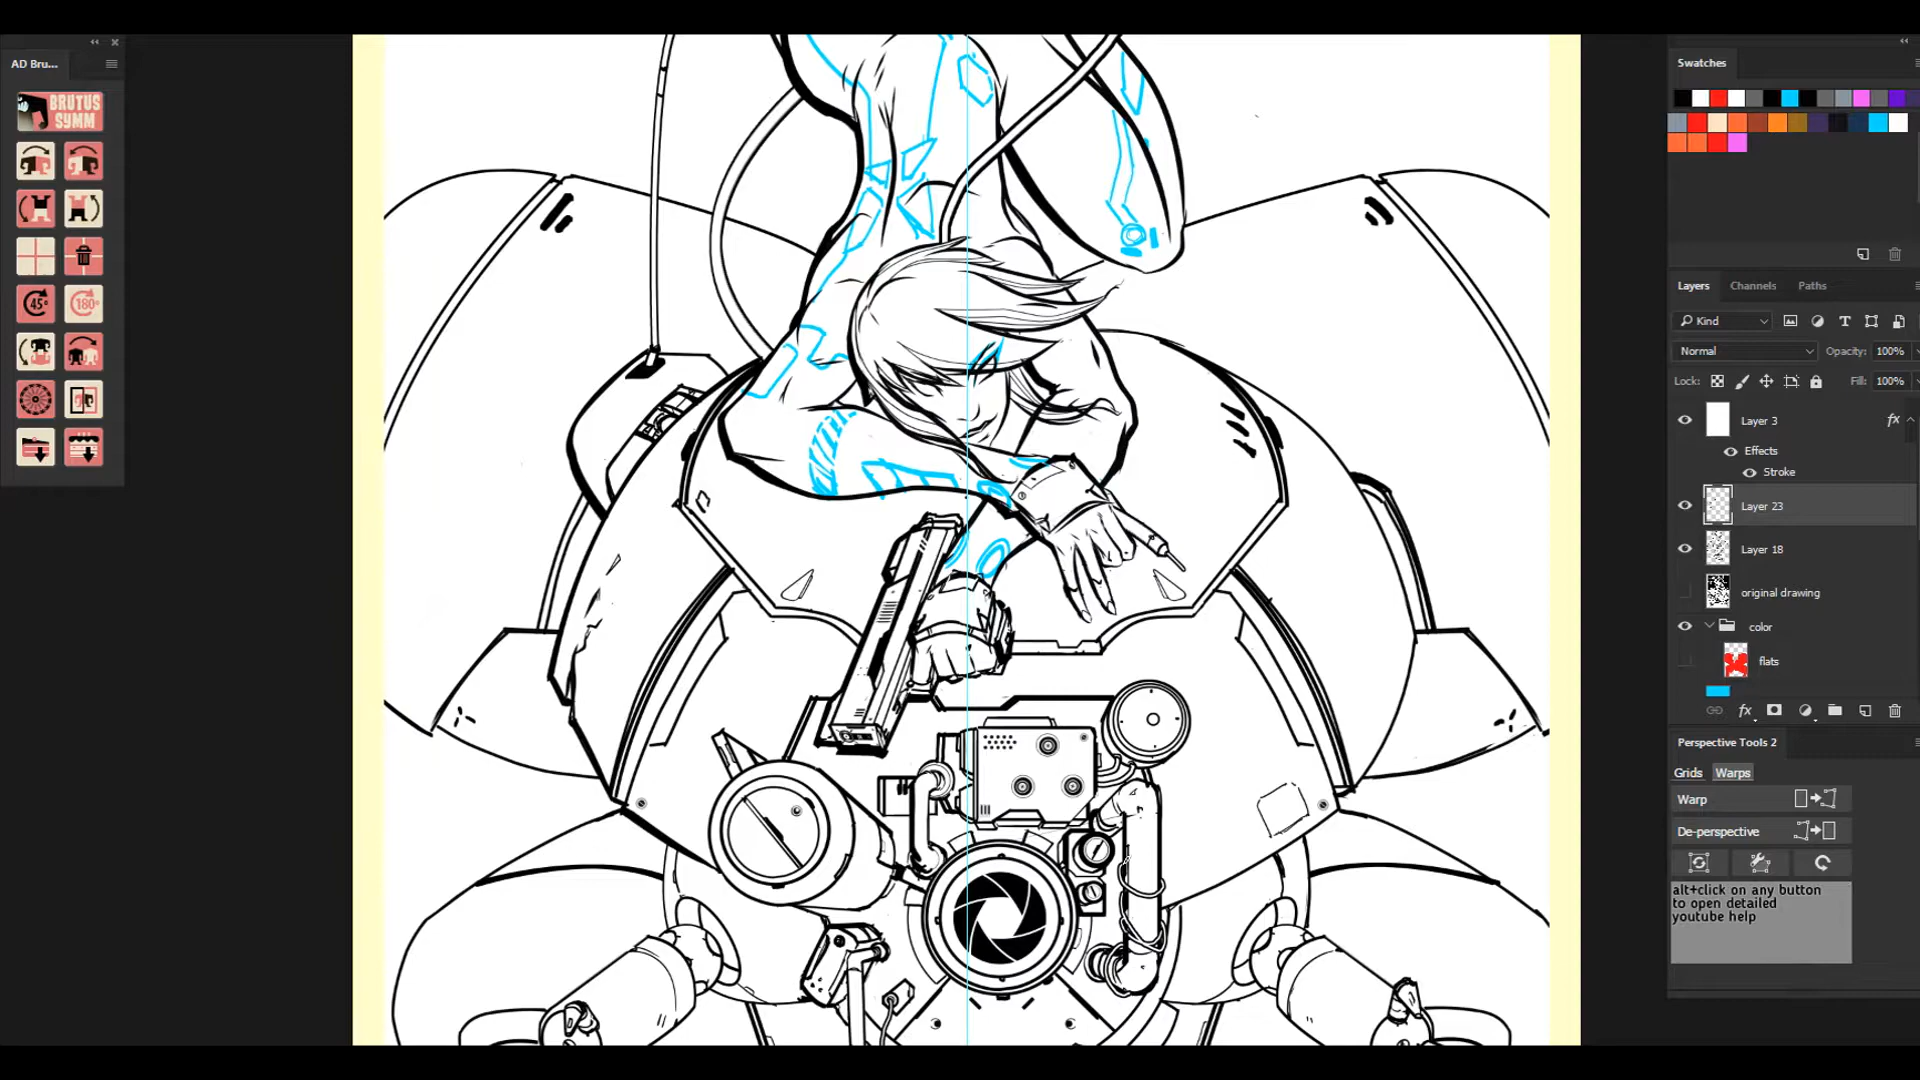 AD Bru...
BRUTUS
SYMM
45°
180°
Swatches
Layers Channels Paths
Kind
Normal Opacity: 100%
Lock: Fill: 100%
Layer 3 fx
Effects
Stroke
Layer 23
Layer 18
original drawing
color
flats
fx
Perspective Tools 2
Grids Warps
Warp
De-perspective
alt+click on any button
to open detailed
youtube help